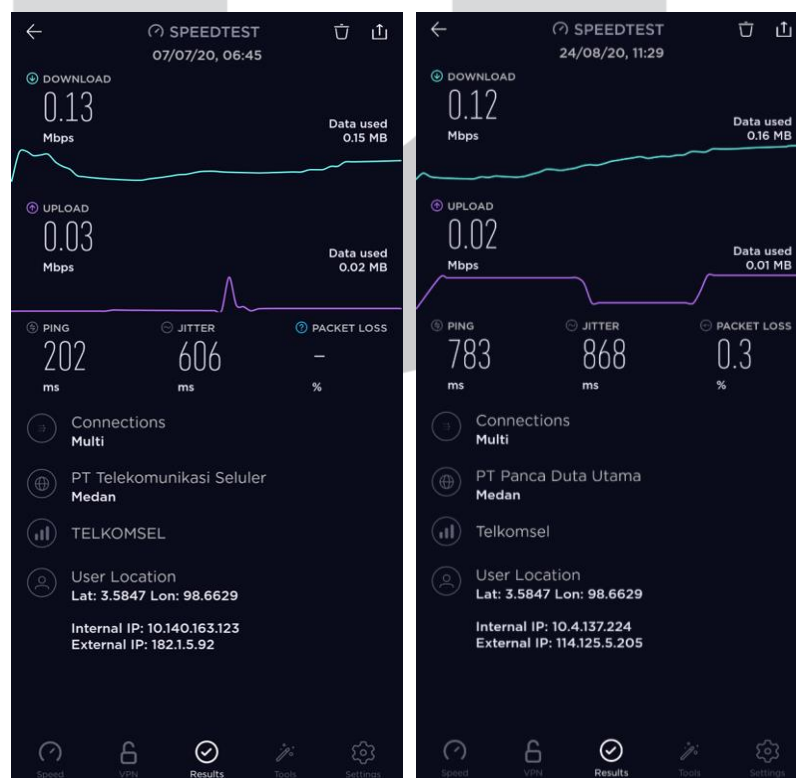 SPEEDTEST
07/07/20, 06:45
DOWNLOAD
0.13
Mbps
Data used
0.15 MB
UPLOAD
0.03
Mbps
Data used
0.02 MB
PING
202
ms
JITTER
606
ms
PACKET LOSS
–
%
Connections
Multi
PT Telekomunikasi Seluler
Medan
TELKOMSEL
User Location
Lat: 3.5847 Lon: 98.6629
Internal IP: 10.140.163.123
External IP: 182.1.5.92
Speed
VPN
Results
Tools
Settings
SPEEDTEST
24/08/20, 11:29
DOWNLOAD
0.12
Mbps
Data used
0.16 MB
UPLOAD
0.02
Mbps
Data used
0.01 MB
PING
783
ms
JITTER
868
ms
PACKET LOSS
0.3
%
Connections
Multi
PT Panca Duta Utama
Medan
Telkomsel
User Location
Lat: 3.5847 Lon: 98.6629
Internal IP: 10.4.137.224
External IP: 114.125.5.205
Speed
VPN
Results
Tools
Settings